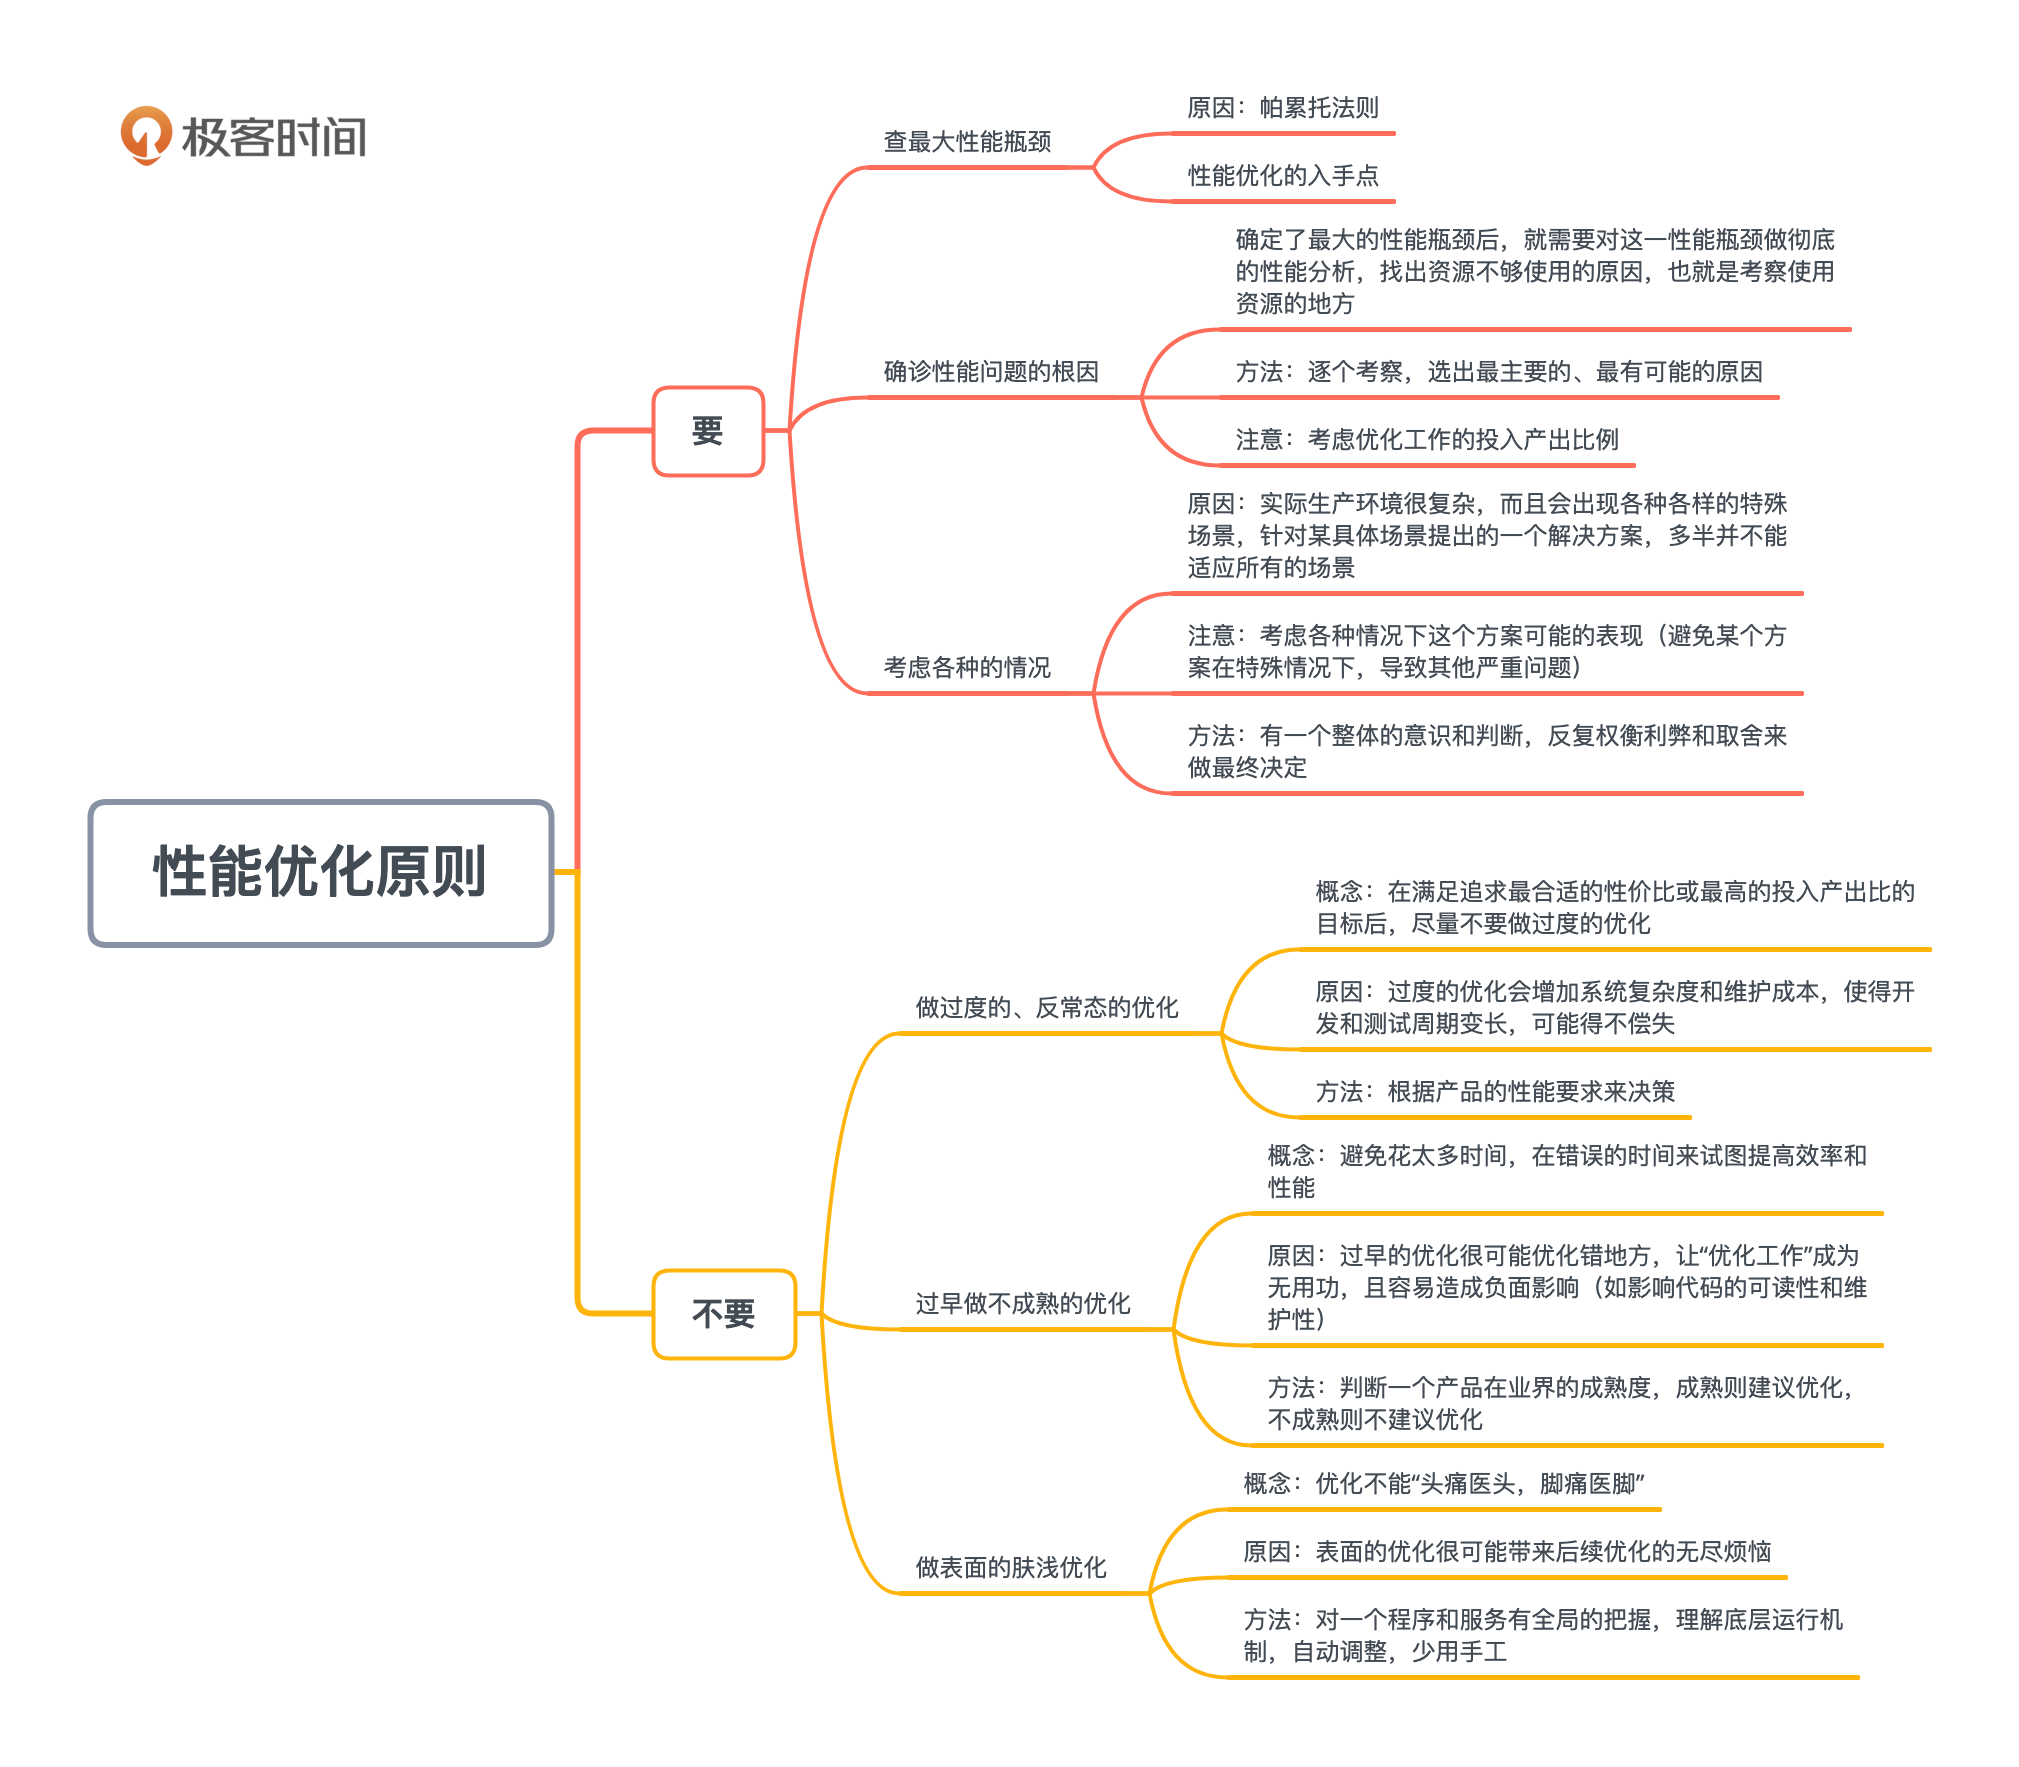 极客时间
性能优化原则
要
查最大性能瓶颈
原因：帕累托法则
性能优化的入手点
确诊性能问题的根因
确定了最大的性能瓶颈后，就需要对这一性能瓶颈做彻底
的性能分析，找出资源不够使用的原因，也就是考察使用
资源的地方
方法：逐个考察，选出最主要的、最有可能的原因
注意：考虑优化工作的投入产出比例
考虑各种的情况
原因：实际生产环境很复杂，而且会出现各种各样的特殊
场景，针对某具体场景提出的一个解决方案，多半并不能
适应所有的场景
注意：考虑各种情况下这个方案可能的表现（避免某个方
案在特殊情况下，导致其他严重问题）
方法：有一个整体的意识和判断，反复权衡利弊和取舍来
做最终决定
不要
做过度的、反常态的优化
概念：在满足追求最合适的性价比或最高的投入产出比的
目标后，尽量不要做过度的优化
原因：过度的优化会增加系统复杂度和维护成本，使得开
发和测试周期变长，可能得不偿失
方法：根据产品的性能要求来决策
过早做不成熟的优化
概念：避免花太多时间，在错误的时间来试图提高效率和
性能
原因：过早的优化很可能优化错地方，让“优化工作”成为
无用功，且容易造成负面影响（如影响代码的可读性和维
护性）
方法：判断一个产品在业界的成熟度，成熟则建议优化，
不成熟则不建议优化
做表面的肤浅优化
概念：优化不能“头痛医头，脚痛医脚”
原因：表面的优化很可能带来后续优化的无尽烦恼
方法：对一个程序和服务有全局的把握，理解底层运行机
制，自动调整，少用手工